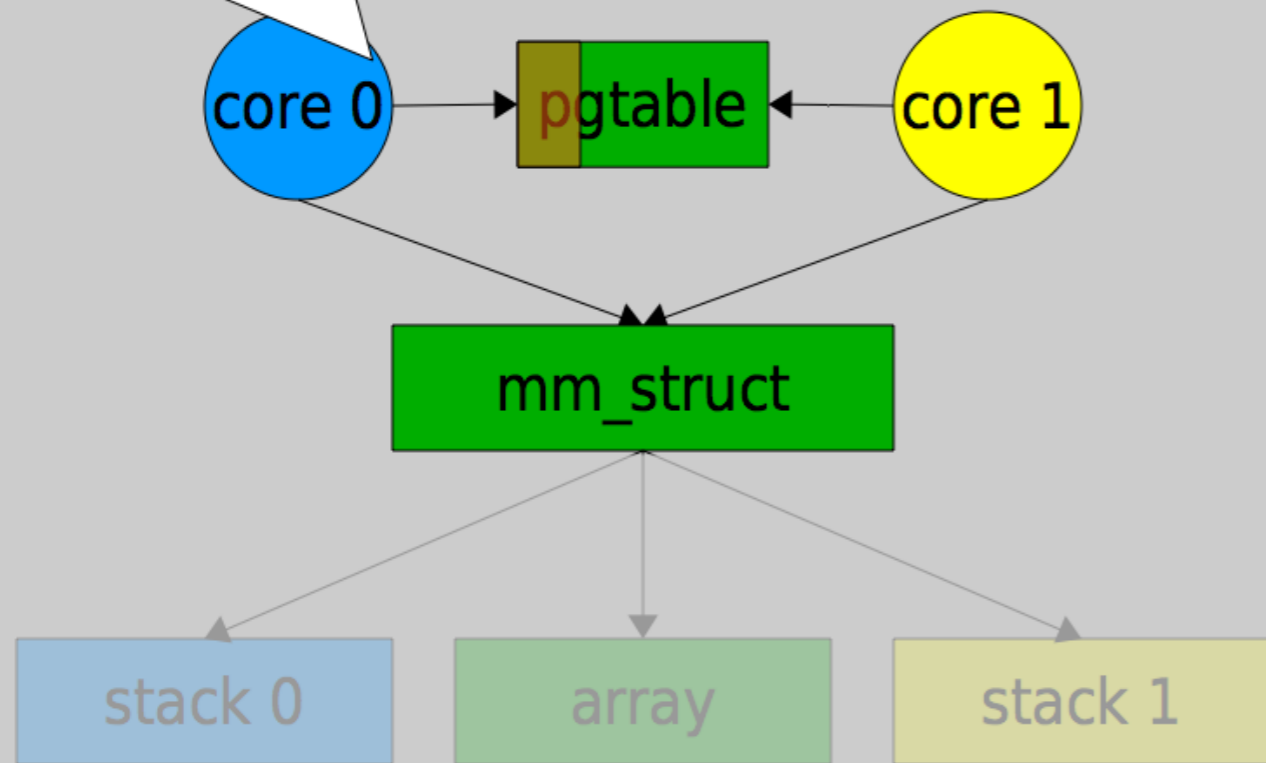 core 0
pgtable
core 1
mm_struct
stack 0
array
stack 1